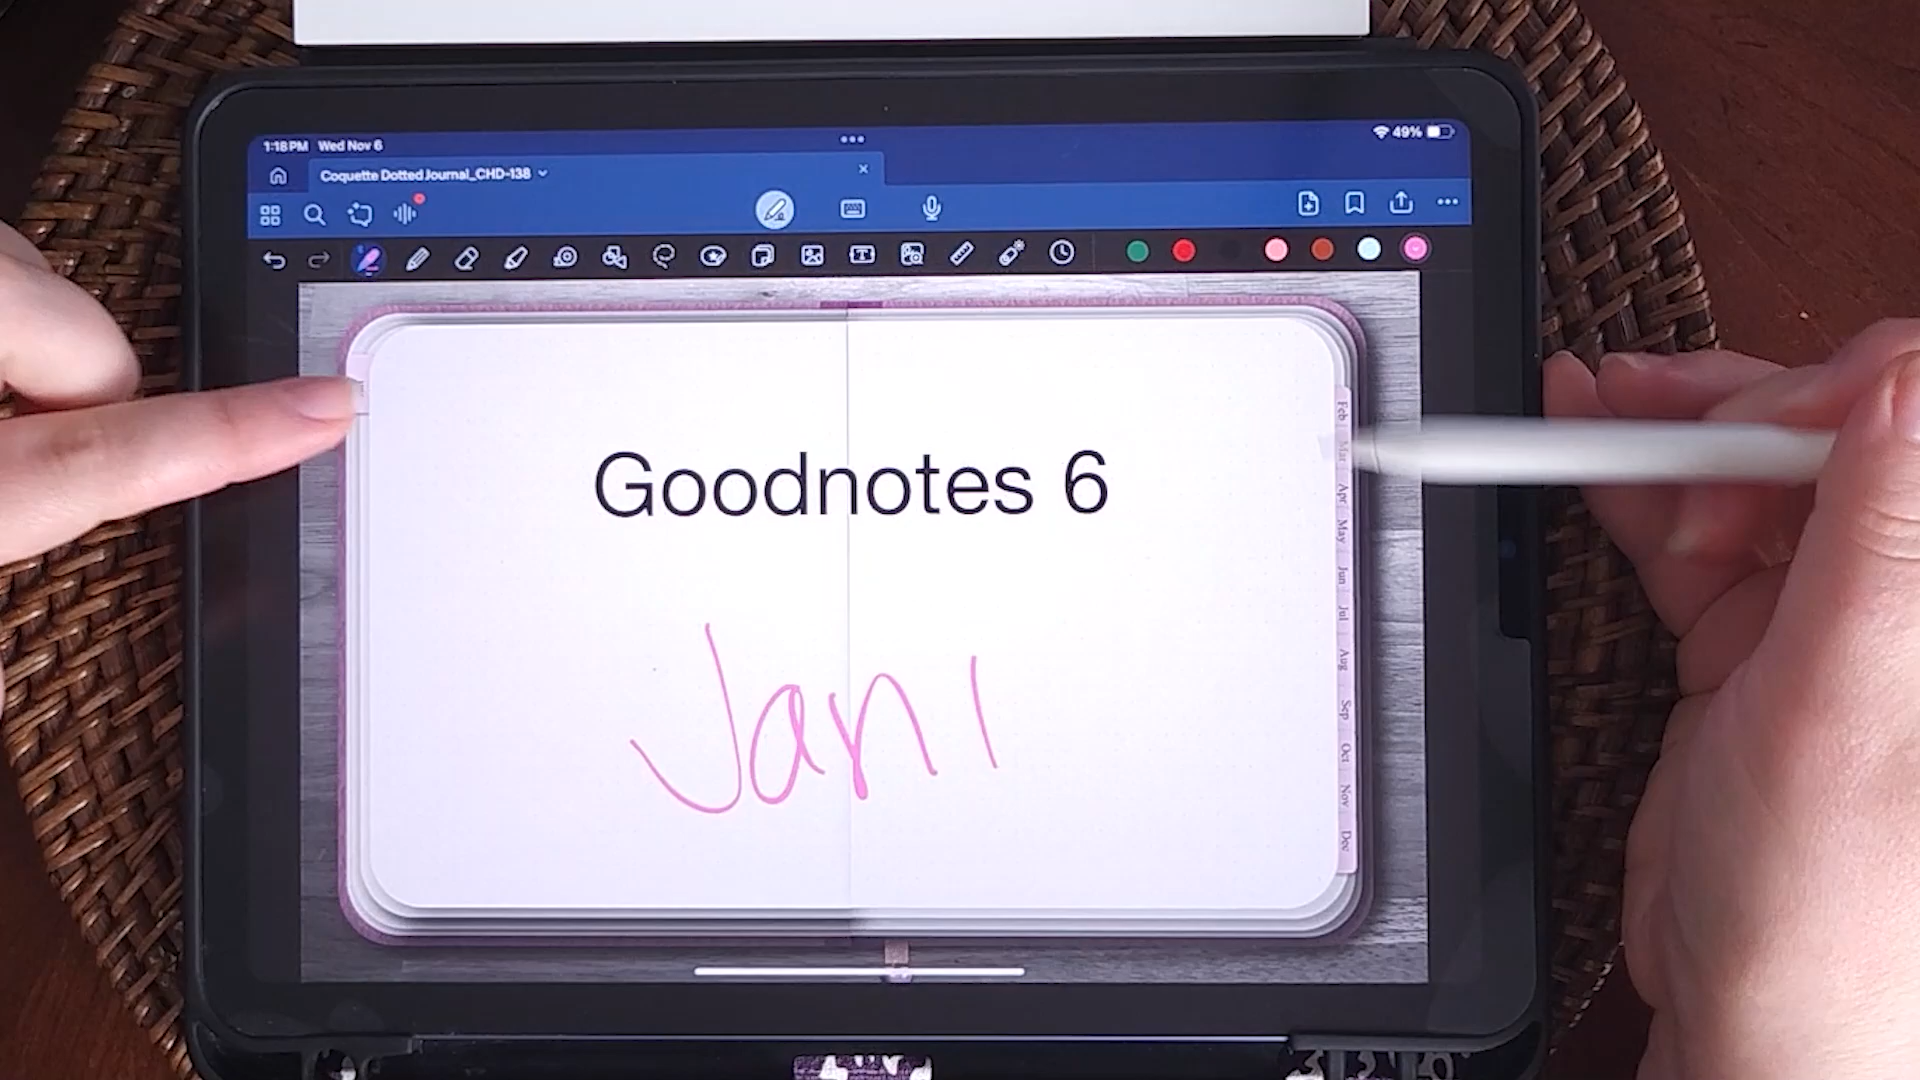 1:18 PM Wed Nov 6
49%
Coquette Dotted Journal_CHD-138
Goodnotes 6
Jan 1
Feb
Mar
Apr
May
Jun
Jul
Aug
Sep
Oct
Nov
Dec